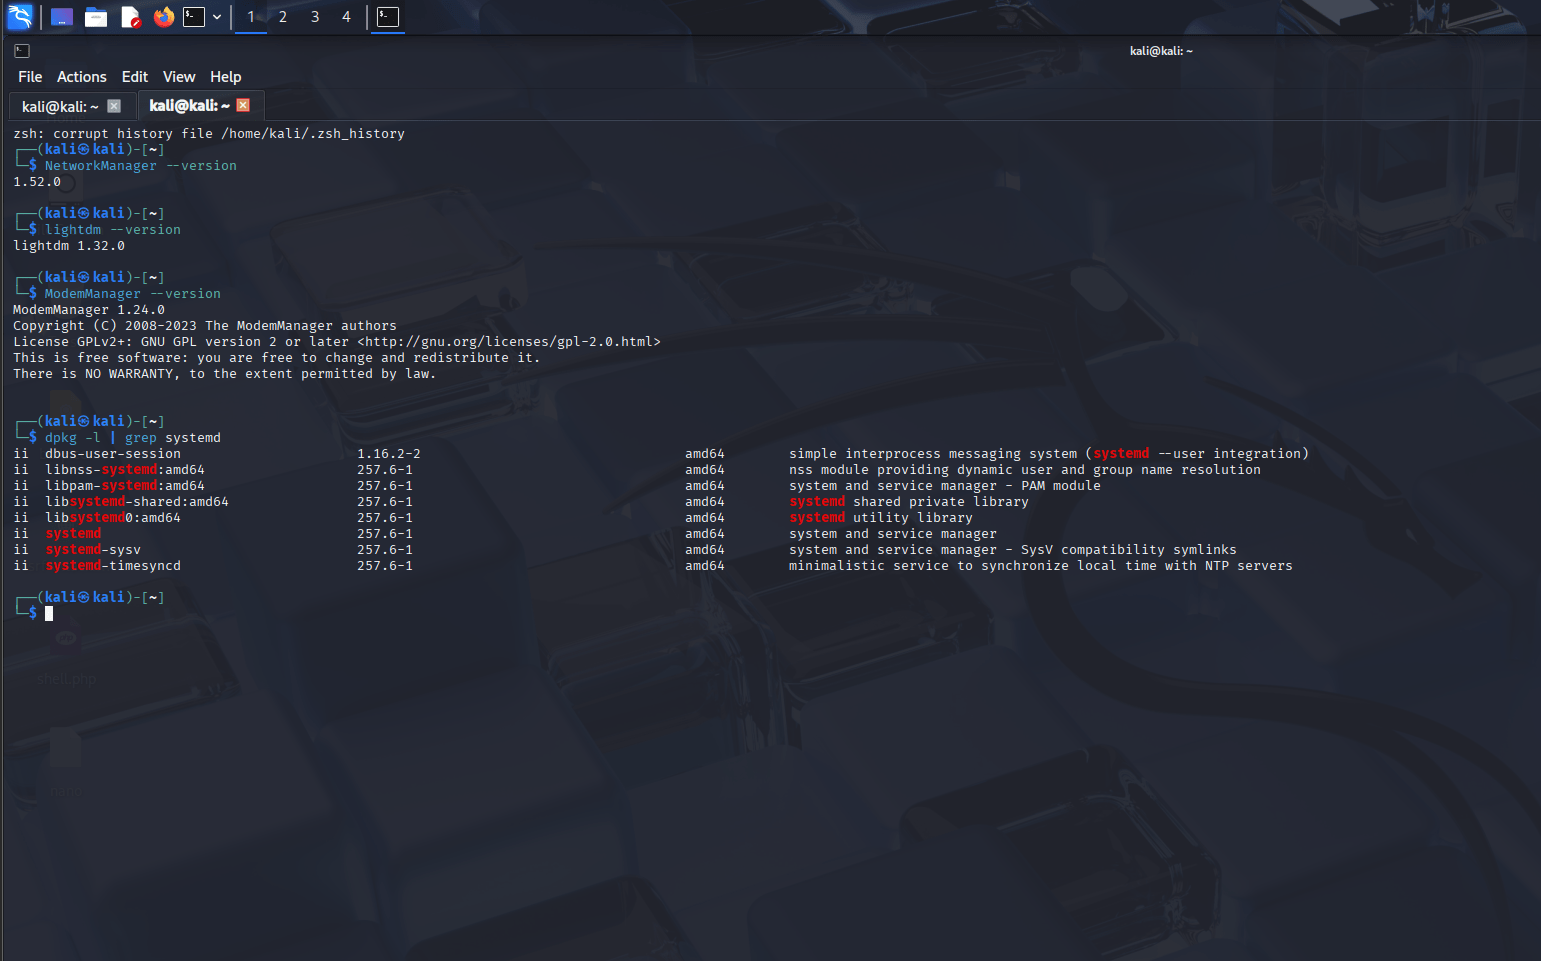 1 2 3 4
kali@kali: ~
File Actions Edit View Help
kali@kali: ~ kali@kali: ~
zsh: corrupt history file /home/kali/.zsh_history
┌──(kali㉿kali)-[~]
└─$ NetworkManager --version
1.52.0
┌──(kali㉿kali)-[~]
└─$ lightdm --version
lightdm 1.32.0
┌──(kali㉿kali)-[~]
└─$ ModemManager --version
ModemManager 1.24.0
Copyright (C) 2008-2023 The ModemManager authors
License GPLv2+: GNU GPL version 2 or later <http://gnu.org/licenses/gpl-2.0.html>
This is free software: you are free to change and redistribute it.
There is NO WARRANTY, to the extent permitted by law.
┌──(kali㉿kali)-[~]
└─$ dpkg -l | grep systemd
ii dbus-user-session 1.16.2-2 amd64 simple interprocess messaging system (systemd --user integration)
ii libnss-systemd:amd64 257.6-1 amd64 nss module providing dynamic user and group name resolution
ii libpam-systemd:amd64 257.6-1 amd64 system and service manager - PAM module
ii libsystemd-shared:amd64 257.6-1 amd64 systemd shared private library
ii libsystemd0:amd64 257.6-1 amd64 systemd utility library
ii systemd 257.6-1 amd64 system and service manager
ii systemd-sysv 257.6-1 amd64 system and service manager - SysV compatibility symlinks
ii systemd-timesyncd 257.6-1 amd64 minimalistic service to synchronize local time with NTP servers
┌──(kali㉿kali)-[~]
└─$
shell.php